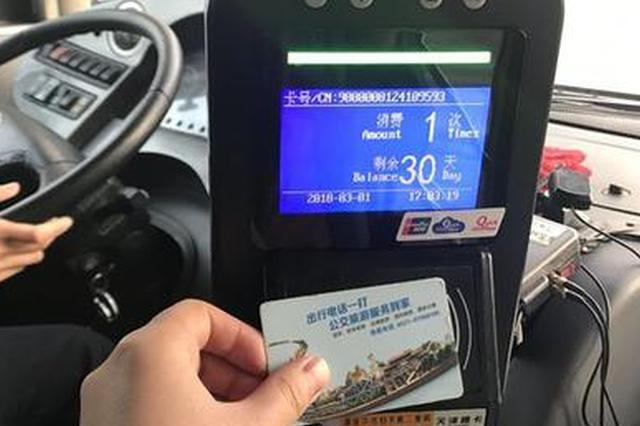 卡号/CN:9000000124109593
消费 1 次
Amount Times
剩余 30 天
Balance Day
2018-03-01 17:03:19
出行电话一打
公交旅游服务到家